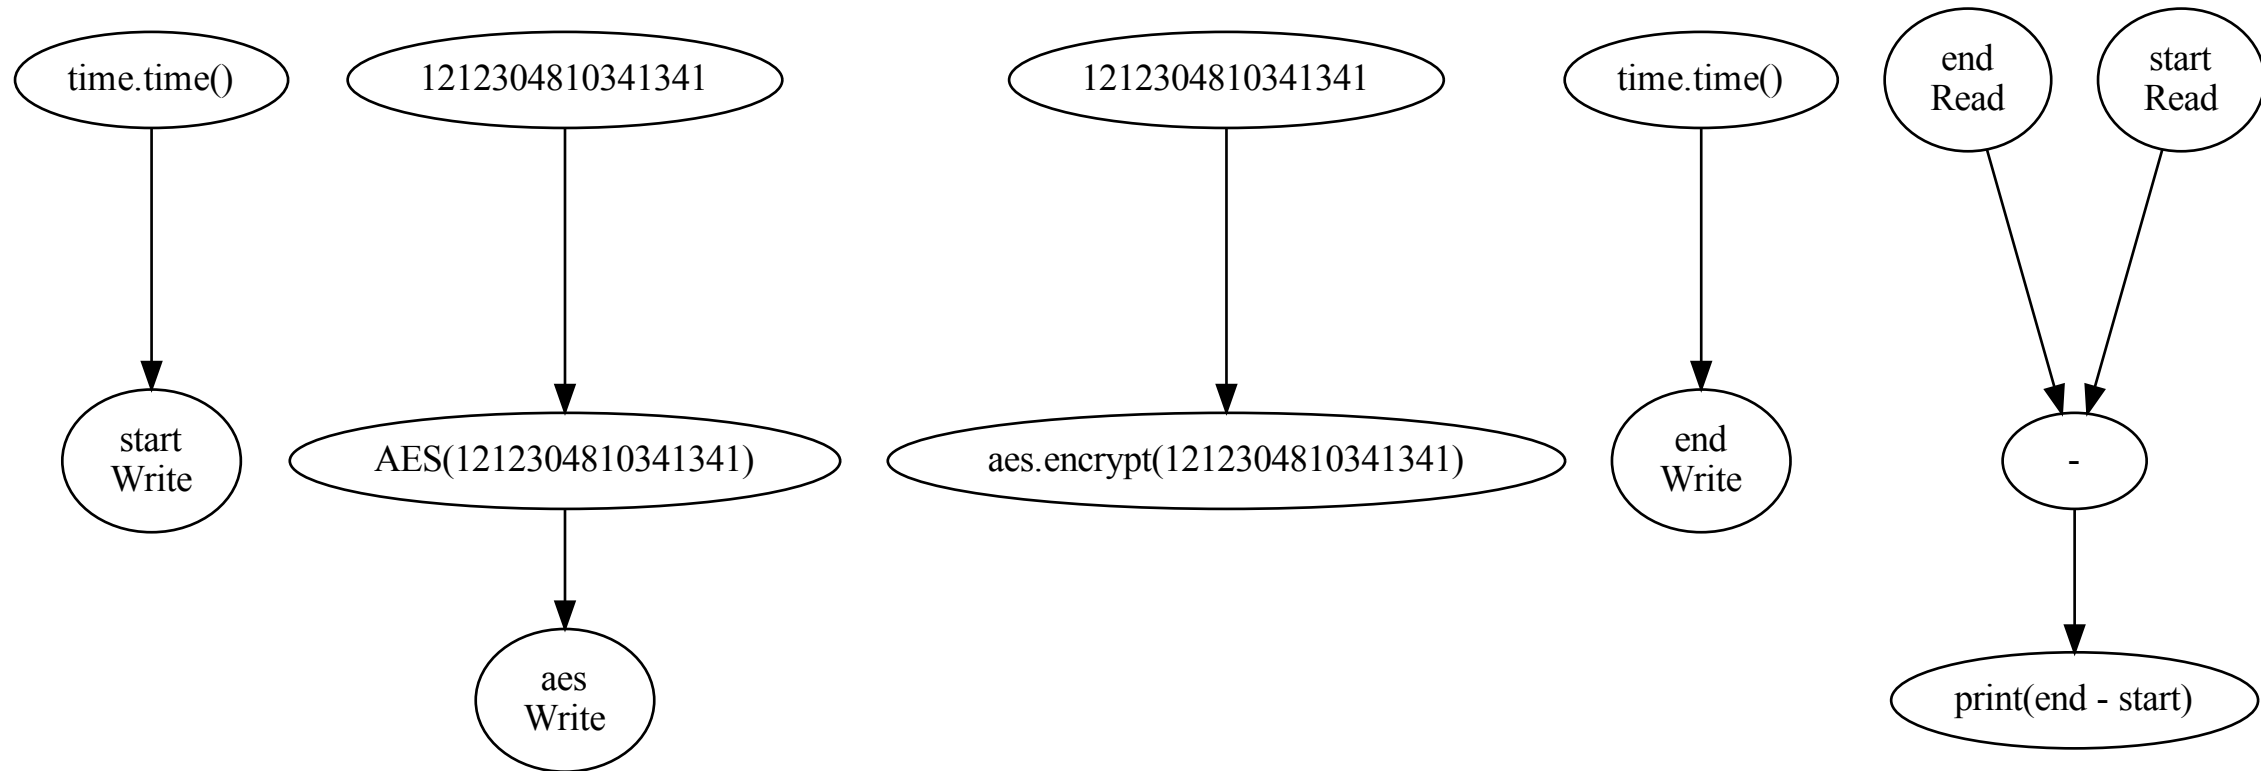 time.time()
1212304810341341
1212304810341341
time.time()
end
Read
start
Read
start
Write
AES(1212304810341341)
aes.encrypt(1212304810341341)
end
Write
-
aes
Write
print(end - start)